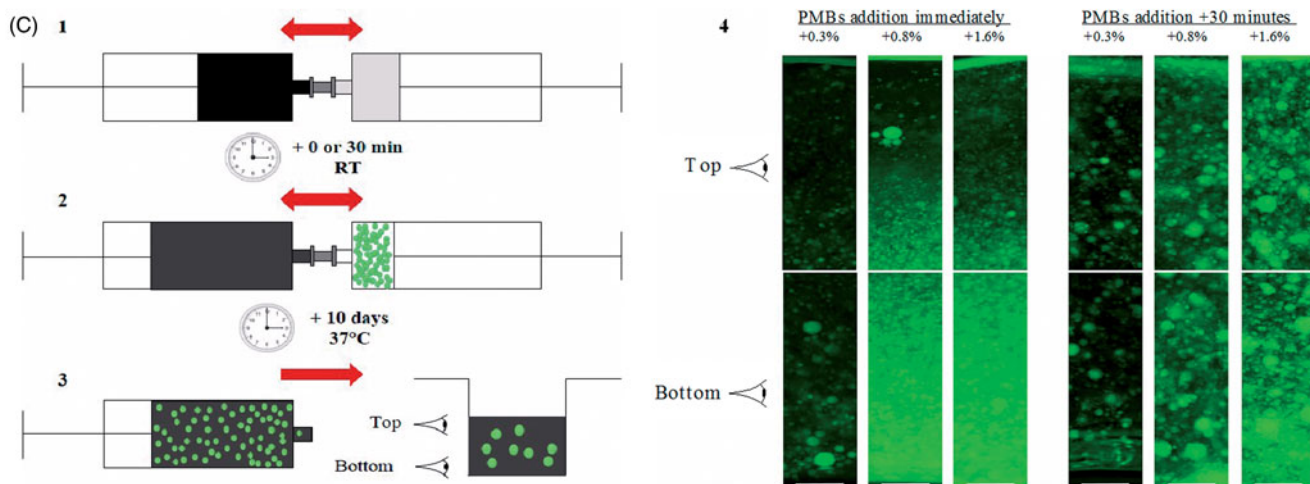 (C)
1
+ 0 or 30 min
RT
2
+ 10 days
37°C
3
Top
Bottom
4
PMBs addition immediately
+0.3% +0.8% +1.6%
PMBs addition +30 minutes
+0.3% +0.8% +1.6%
Top
Bottom